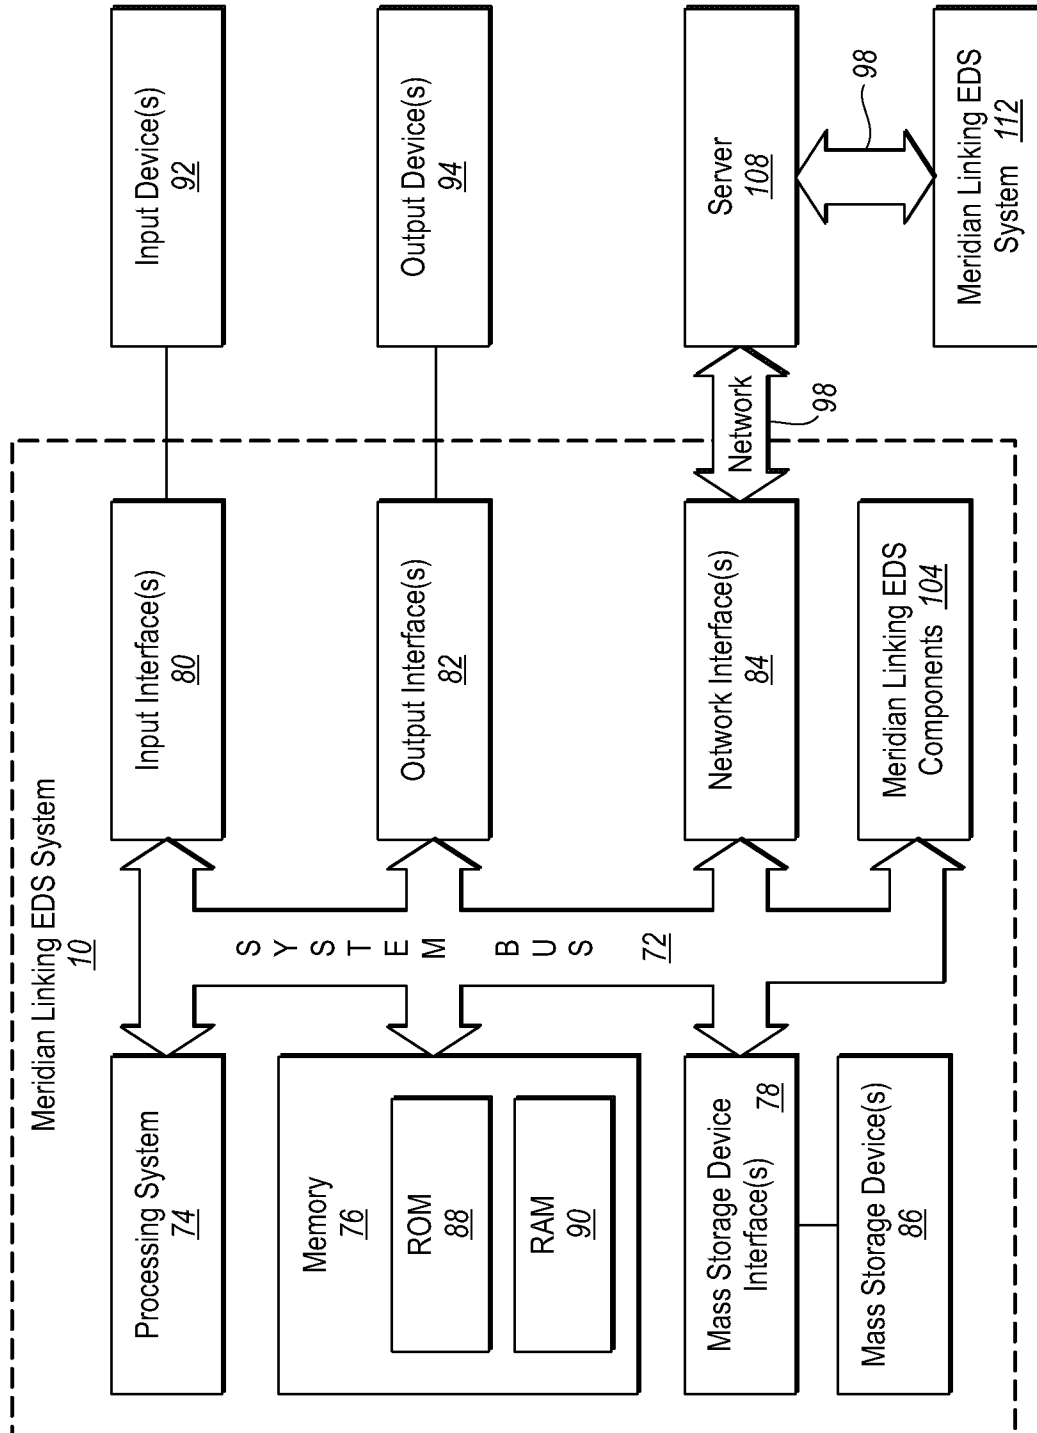 Meridian Linking EDS System
10
Processing System
74
Memory
76
ROM
88
RAM
90
Mass Storage Device
Interface(s)
78
Mass Storage Device(s)
86
SYSTEM BUS
72
Input Interface(s)
80
Output Interface(s)
82
Network Interface(s)
84
Meridian Linking EDS
Components 104
Network
98
Input Device(s)
92
Output Device(s)
94
Server
108
98
Meridian Linking EDS
System 112